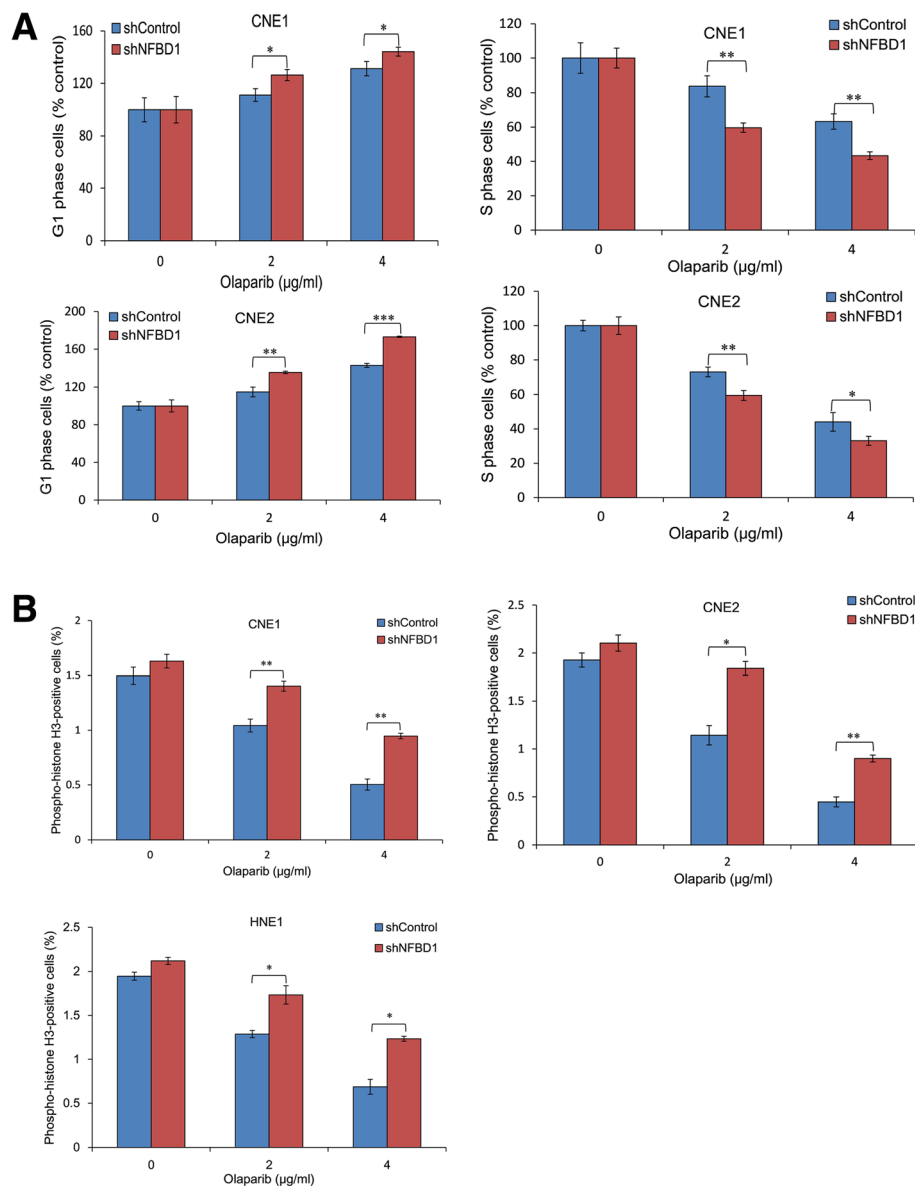 A
CNE1
shControl
shNFBD1
G1 phase cells (% control)
160
120
80
40
0
*
*
0 2 4
Olaparib (µg/ml)
CNE1
shControl
shNFBD1
S phase cells (% control)
120
100
80
60
40
20
0
**
**
0 2 4
Olaparib (µg/ml)
CNE2
shControl
shNFBD1
G1 phase cells (% control)
200
150
100
50
0
**
***
0 2 4
Olaparib (µg/ml)
CNE2
shControl
shNFBD1
S phase cells (% control)
120
100
80
60
40
20
0
**
*
0 2 4
Olaparib (µg/ml)
B
CNE1
shControl
shNFBD1
Phospho-histone H3-positive cells (%)
2
1.5
1
0.5
0
**
**
0 2 4
Olaparib (µg/ml)
CNE2
shControl
shNFBD1
Phospho-histone H3-positive cells (%)
2.5
2
1.5
1
0.5
0
*
**
0 2 4
Olaparib (µg/ml)
HNE1
shControl
shNFBD1
Phospho-histone H3-positive cells (%)
2.5
2
1.5
1
0.5
0
*
*
0 2 4
Olaparib (µg/ml)